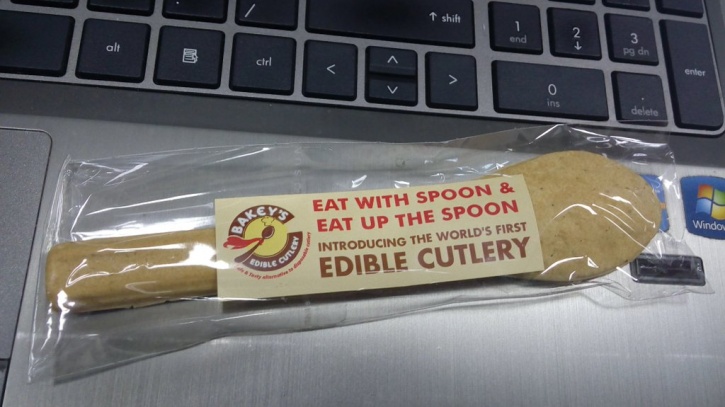 /
↑ shift
1
end
2
↓
3
pg dn
enter
alt
ctrl
<
^
v
>
0
ins
.
delete
BAKEY'S
EDIBLE CUTLERY
EAT WITH SPOON &
EAT UP THE SPOON
INTRODUCING THE WORLD'S FIRST
EDIBLE CUTLERY
Window